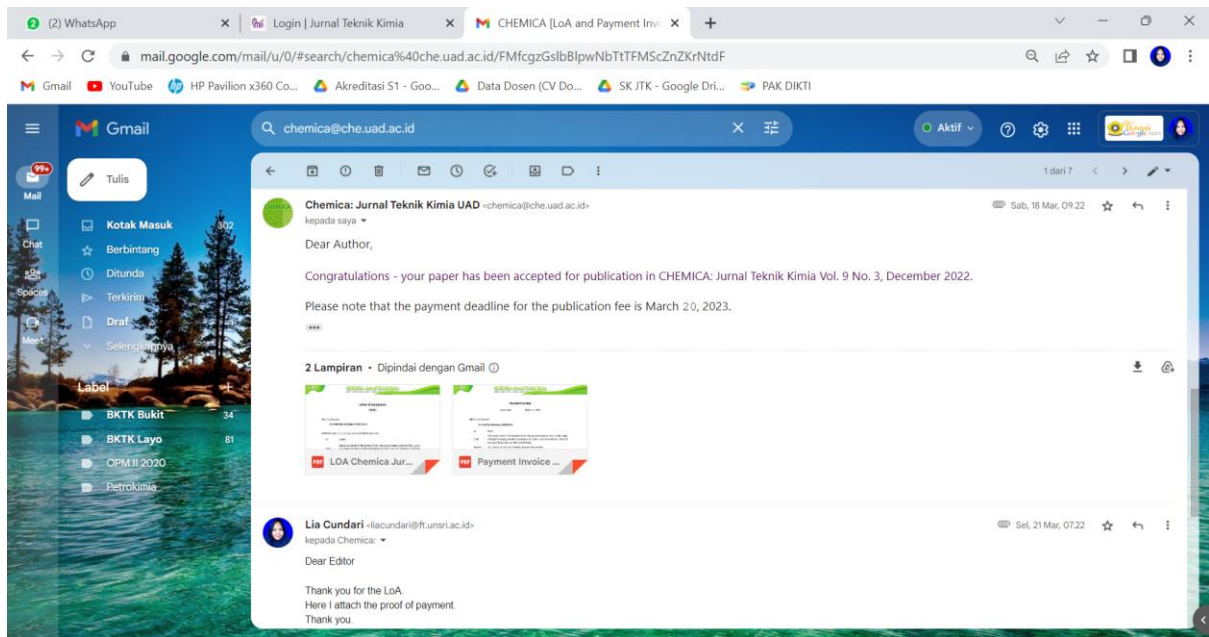 2 (2) WhatsApp
Login | Jurnal Teknik Kimia
CHEMICA [LoA and Payment Inv
mail.google.com/mail/u/0/#search/chemica%40che.uad.ac.id/FMfcgzGslbBlpwNbTtTFMScZnZKrNtdF
Gmail
YouTube
HP Pavilion x360 Co...
Akreditasi S1 - Goo...
Data Dosen (CV Do...
SK JTK - Google Dri...
PAK DIKTI
Gmail
chemica@che.uad.ac.id
Aktif
99+
Mail
Chat
Spaces
Meet
Tulis
Kotak Masuk 302
Berbintang
Ditunda
Terkirim
Draf
Selengkapnya
Label
BKTK Bukit 34
BKTK Layo 81
OPM II 2020
Petrokimia
1 dari 7
Chemica: Jurnal Teknik Kimia UAD <chemica@che.uad.ac.id>
Sab, 18 Mar, 09.22
kepada saya
Dear Author,
Congratulations - your paper has been accepted for publication in CHEMICA: Jurnal Teknik Kimia Vol. 9 No. 3, December 2022.
Please note that the payment deadline for the publication fee is March 20, 2023.
2 Lampiran • Dipindai dengan Gmail
PDF LOA Chemica Jur...
PDF Payment Invoice ...
Lia Cundari <liacundari@ft.unsri.ac.id>
Sel, 21 Mar, 07.22
kepada Chemica:
Dear Editor
Thank you for the LoA.
Here I attach the proof of payment.
Thank you.